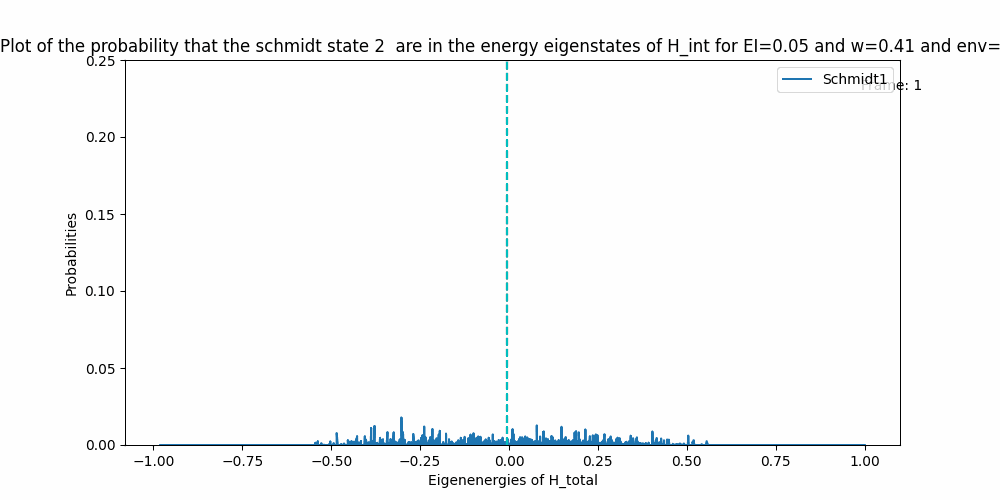 Plot of the probability that the schmidt state 2  are in the energy eigenstates of H_int for EI=0.05 and w=0.41 and env=
0.25
Schmidt1
Frame: 1
0.20
0.15
0.10
0.05
0.00
Probabilities
−1.00 −0.75 −0.50 −0.25 0.00 0.25 0.50 0.75 1.00
Eigenenergies of H_total